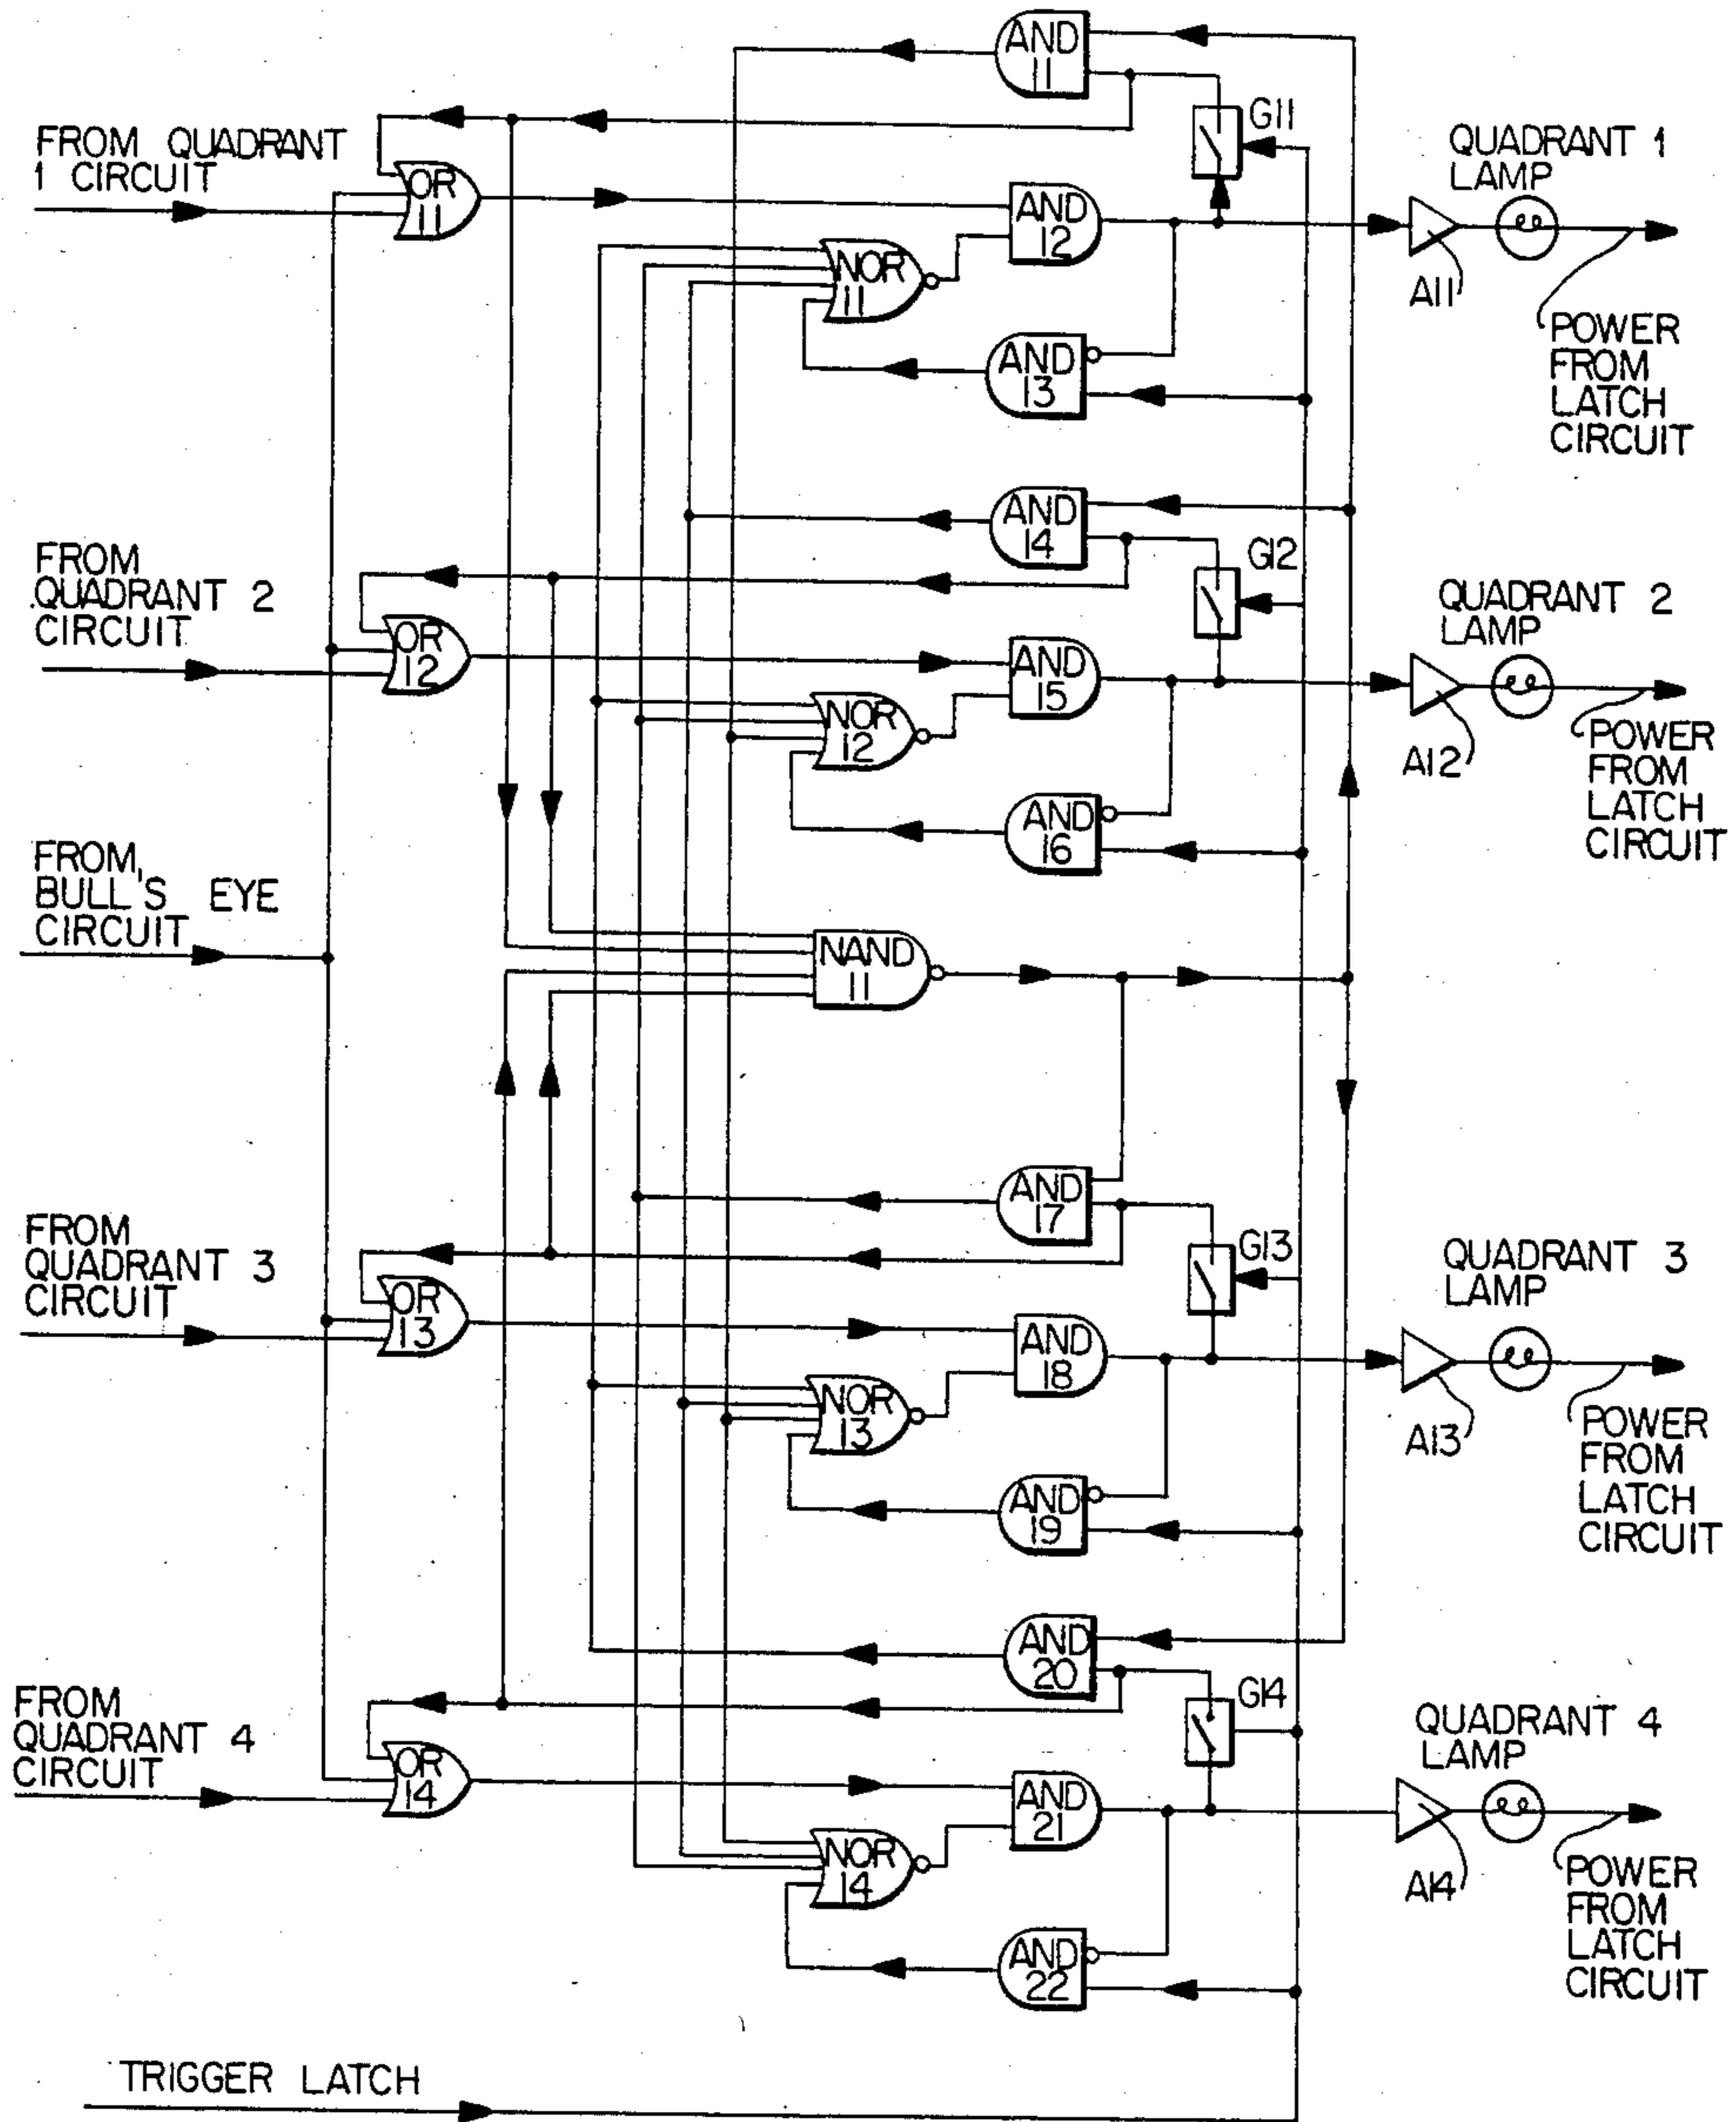 AND
11
G11
FROM QUADRANT
1 CIRCUIT
QUADRANT 1
LAMP
OR
11
AND
12
NOR
11
A11
AND
13
POWER
FROM
LATCH
CIRCUIT
AND
14
G12
FROM
QUADRANT 2
CIRCUIT
QUADRANT 2
LAMP
OR
12
AND
15
NOR
12
A12
POWER
FROM
LATCH
CIRCUIT
AND
16
FROM
BULL'S EYE
CIRCUIT
NAND
11
AND
17
FROM
QUADRANT 3
CIRCUIT
G13
QUADRANT 3
LAMP
OR
13
AND
18
NOR
13
A13
POWER
FROM
LATCH
CIRCUIT
AND
19
AND
20
G14
FROM
QUADRANT 4
CIRCUIT
QUADRANT 4
LAMP
OR
14
AND
21
NOR
14
A14
POWER
FROM
LATCH
CIRCUIT
AND
22
TRIGGER LATCH